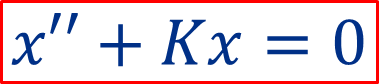 x′′ + Kx = 0